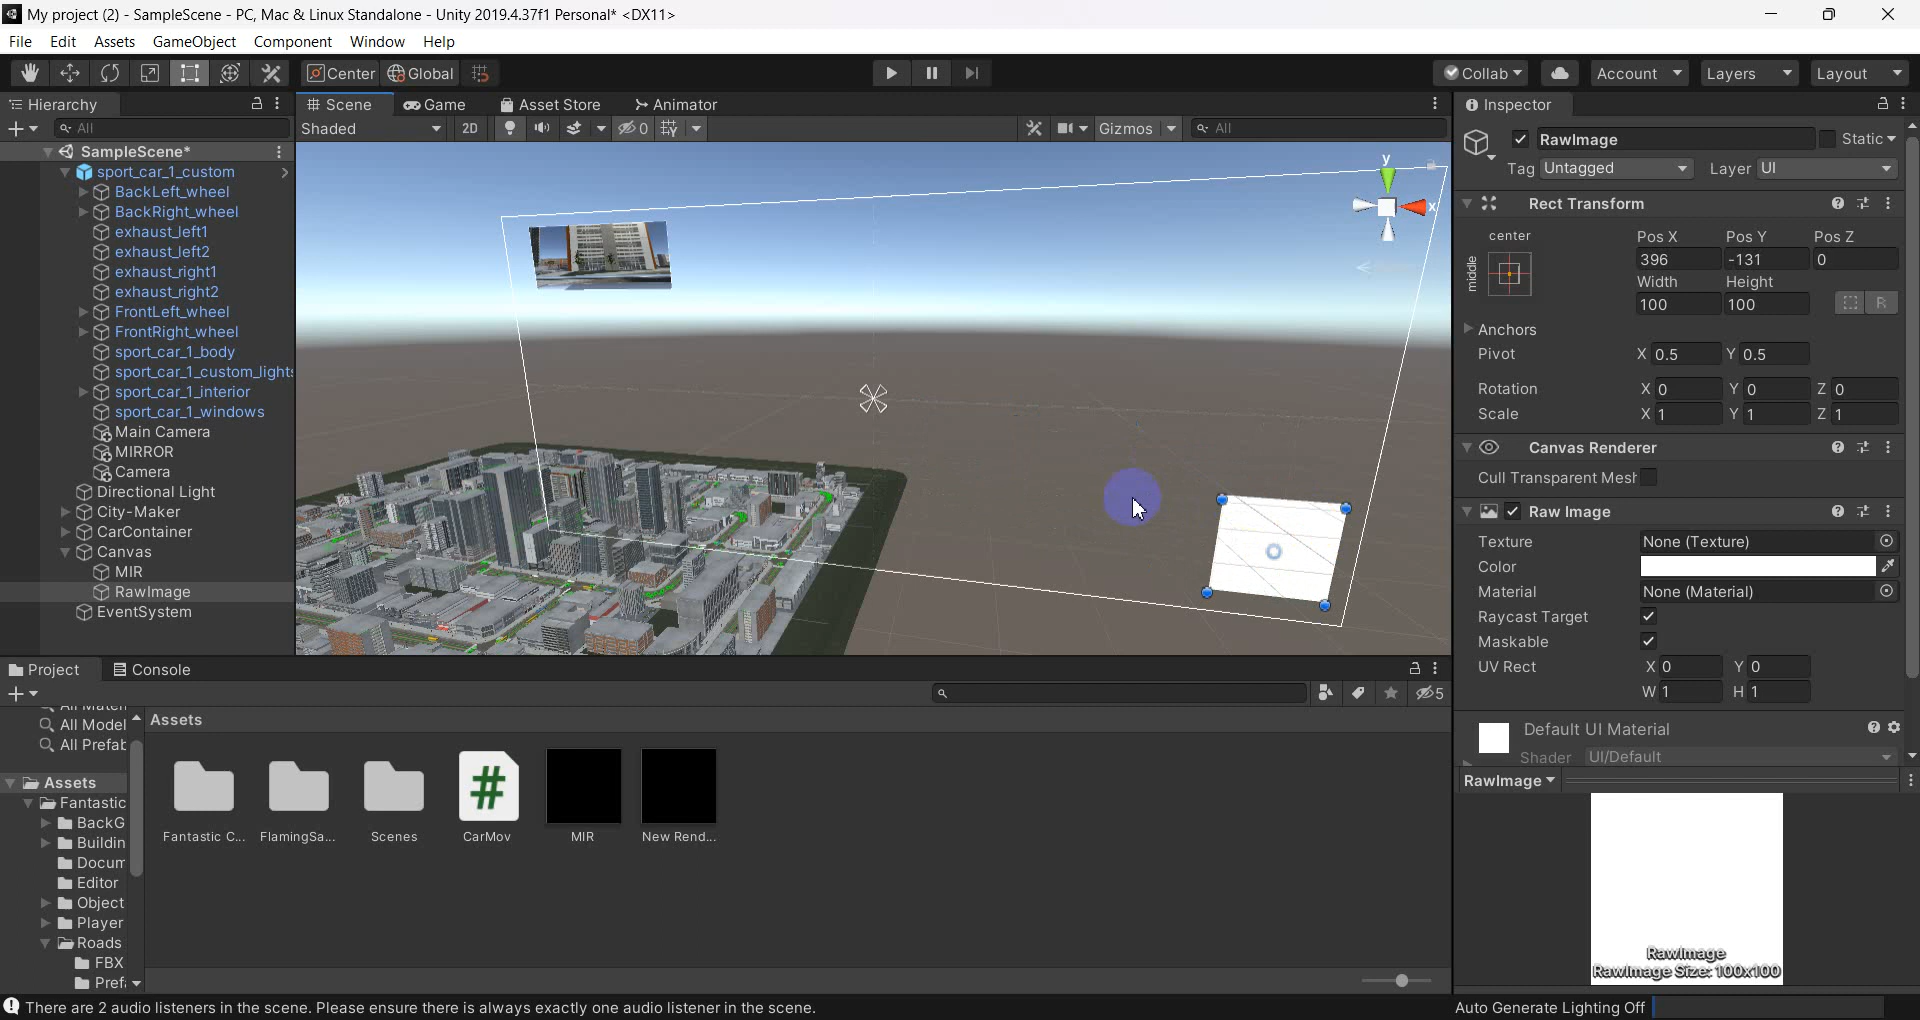 My project (2) - SampleScene - PC, Mac & Linux Standalone - Unity 2019.4.37f1 Personal* <DX11>
File Edit Assets GameObject Component Window Help
Center Global Collab Account Layers Layout
Hierarchy
All
SampleScene*
sport_car_1_custom
BackLeft_wheel
BackRight_wheel
exhaust_left1
exhaust_left2
exhaust_right1
exhaust_right2
FrontLeft_wheel
FrontRight_wheel
sport_car_1_body
sport_car_1_custom_light
sport_car_1_interior
sport_car_1_windows
Main Camera
MIRROR
Camera
Directional Light
City-Maker
CarContainer
Canvas
MIR
RawImage
EventSystem
Scene Game Asset Store Animator
Shaded 2D 0 Gizmos All
y
x
Inspector
RawImage Static
Tag Untagged Layer UI
Rect Transform
center
middle
Pos X Pos Y Pos Z
396 -131 0
Width Height
100 100 R
Anchors
Pivot X 0.5 Y 0.5
Rotation X 0 Y 0 Z 0
Scale X 1 Y 1 Z 1
Canvas Renderer
Cull Transparent Mesh
Raw Image
Texture None (Texture)
Color
Material None (Material)
Raycast Target
Maskable
UV Rect X 0 Y 0
W 1 H 1
Default UI Material
Shader UI/Default
RawImage
RawImage
RawImage Size: 100x100
Project Console
5
All Model
All Prefab
Assets
Fantastic
BackG
Buildin
Docum
Editor
Object
Player
Roads
FBX
Pref
Assets
Fantastic C...
FlamingSa...
Scenes
CarMov
#
MIR
New Rend...
There are 2 audio listeners in the scene. Please ensure there is always exactly one audio listener in the scene.
Auto Generate Lighting Off